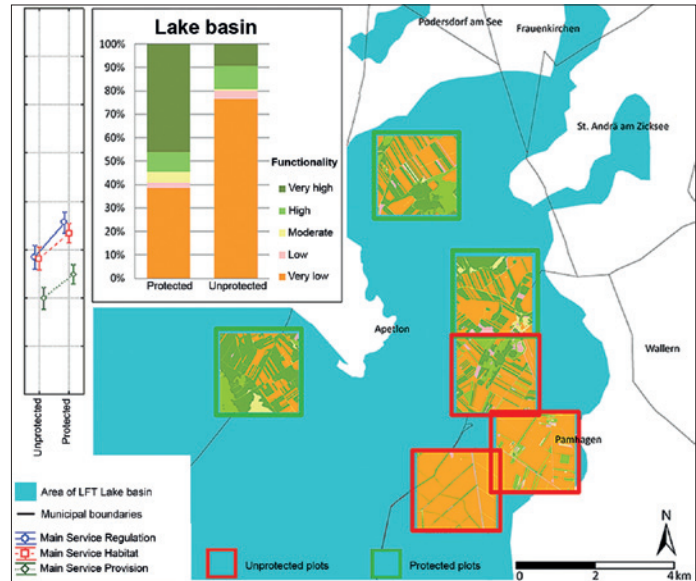 Lake basin
100%
90%
80%
70%
60%
50%
40%
30%
20%
10%
0%
Protected
Unprotected
Functionality
Very high
High
Moderate
Low
Very low
Podersdorf am See
Frauenkirchen
St. Andrä am Zicksee
Apetlon
Wallern
Pamhagen
Unprotected
Protected
Area of LFT Lake basin
Municipal boundaries
Main Service Regulation
Main Service Habitat
Main Service Provision
Unprotected plots
Protected plots
N
0 2 4 km